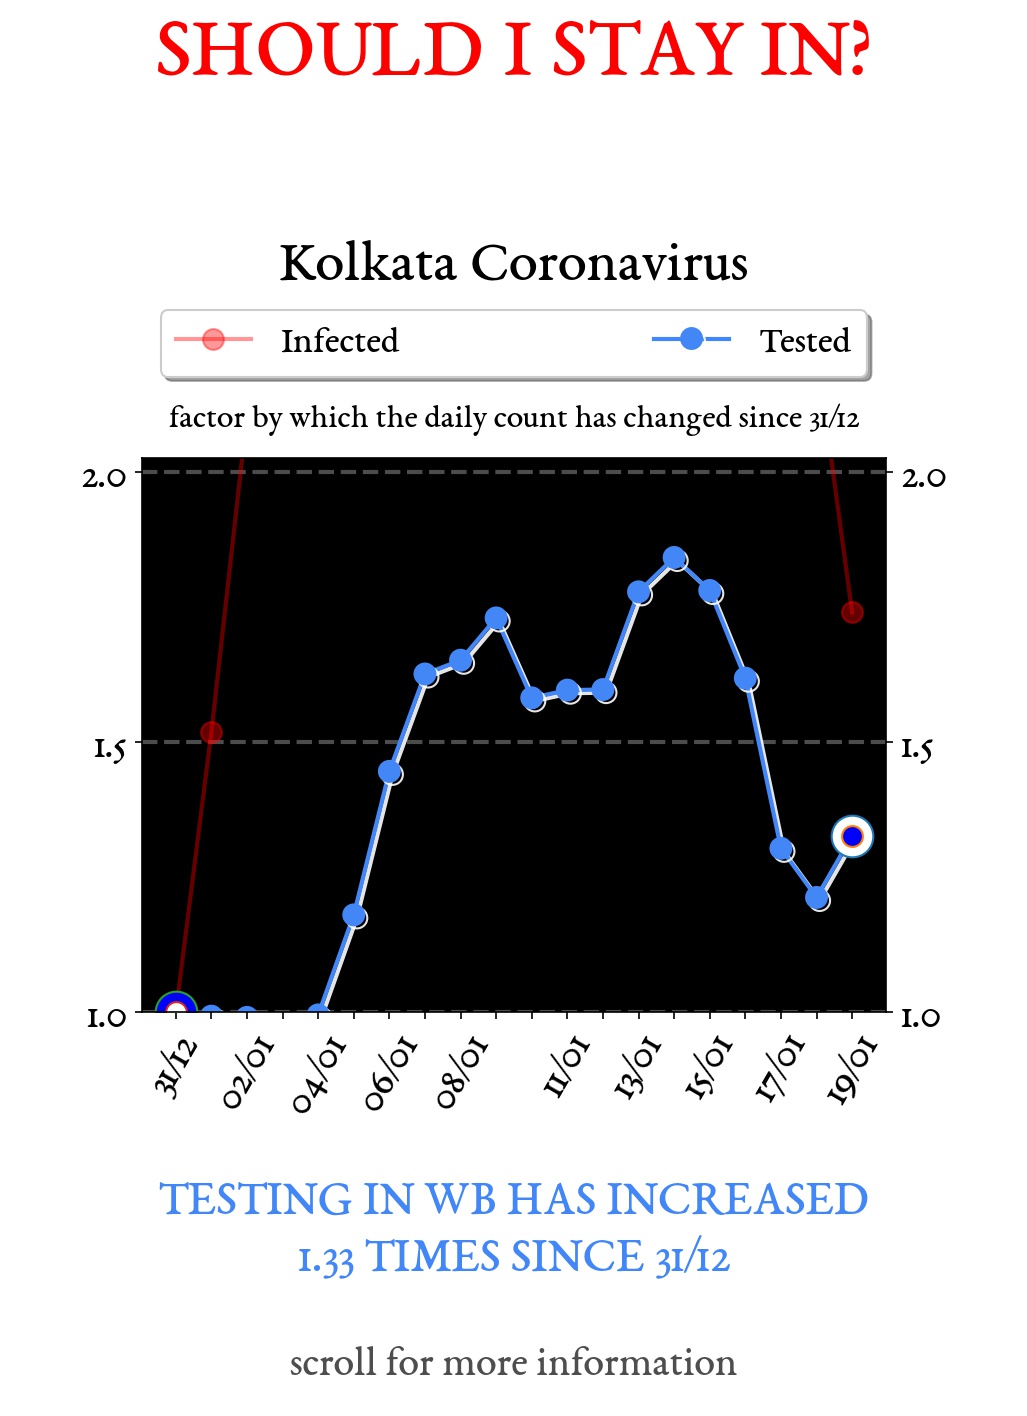 SHOULD I STAY IN?
Kolkata Coronavirus
Infected Tested
factor by which the daily count has changed since 31/12
2.0 2.0
1.5 1.5
1.0 1.0
31/12 02/01 04/01 06/01 08/01 11/01 13/01 15/01 17/01 19/01
TESTING IN WB HAS INCREASED
1.33 TIMES SINCE 31/12
scroll for more information